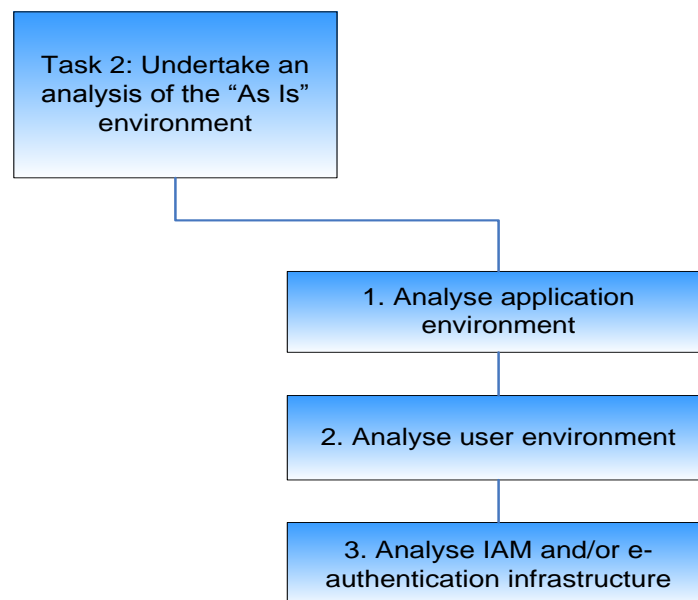 Task 2: Undertake an
analysis of the “As Is”
environment
1. Analyse application
environment
2. Analyse user environment
3. Analyse IAM and/or e-
authentication infrastructure